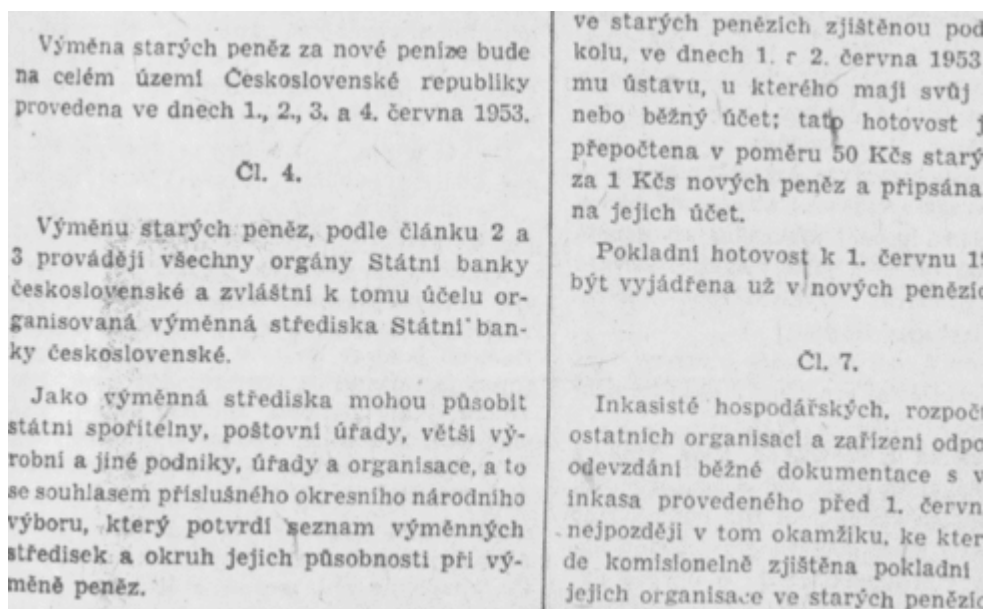 Výměna starých peněz za nové peníze bude
na celém území Československé republiky
provedena ve dnech 1., 2., 3. a 4. června 1953.
Čl. 4.
Výměnu starých peněz, podle článku 2 a
3 provádějí všechny orgány Státní banky
československé a zvláštní k tomu účelu or-
ganisovaná výměnná střediska Státní ban-
ky československé.
Jako výměnná střediska mohou působit
státní spořitelny, poštovní úřady, větší vý-
robní a jiné podniky, úřady a organisace, a to
se souhlasem příslušného okresního národního
výboru, který potvrdí seznam výměnných
středisek a okruh jejich působnosti při vý-
měně peněz.
ve starých penězích zjištěnou pod
kolu, ve dnech 1. r 2. června 1953
mu ústavu, u kterého mají svůj
nebo běžný účet; tato hotovost j
přepočtena v poměru 50 Kčs starý
za 1 Kčs nových peněz a připsána
na jejich účet.
Pokladní hotovost k 1. červnu 19
být vyjádřena už v nových penězíc
Čl. 7.
Inkasisté hospodářských, rozpoč
ostatních organisací a zařízení odpo
odevzdání běžné dokumentace s v
inkasa provedeného před 1. červn
nejpozději v tom okamžiku, ke kter
de komisionelně zjištěna pokladní
jejich organisace ve starých penězíc